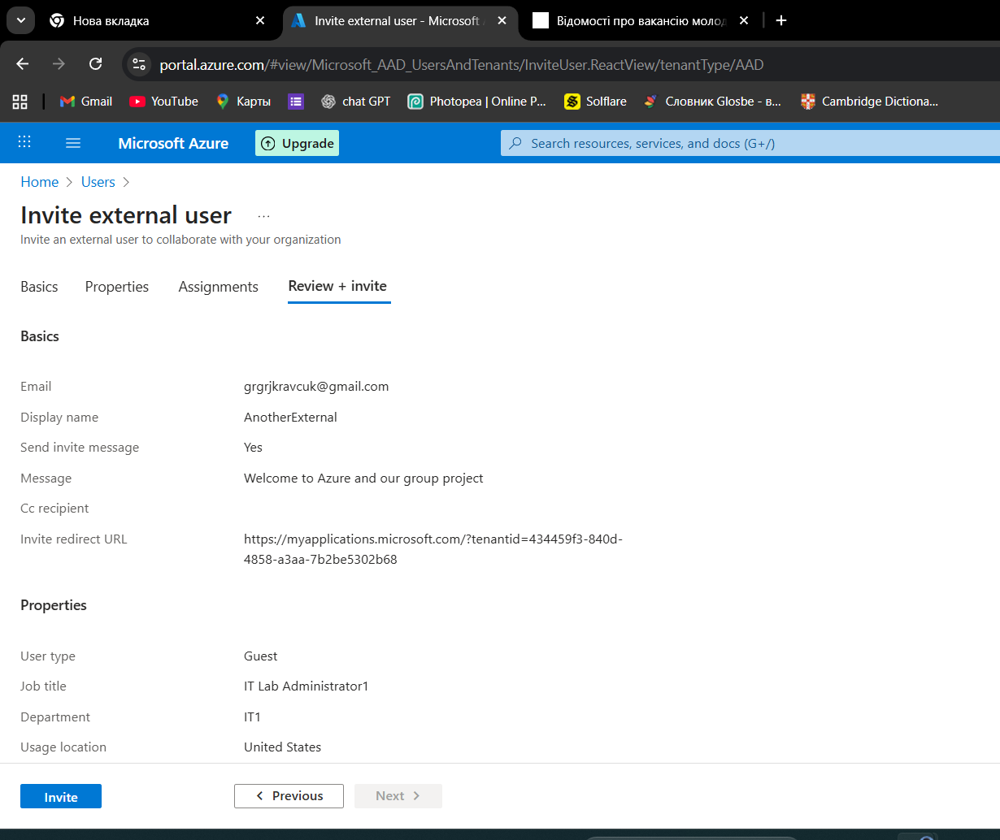 Нова вкладка
Invite external user - Microsoft
Відомості про вакансію молод
portal.azure.com/#view/Microsoft_AAD_UsersAndTenants/InviteUser.ReactView/tenantType/AAD
Gmail YouTube Карты chat GPT Photopea | Online P... Solflare Словник Glosbe - в... Cambridge Dictiona...
Microsoft Azure Upgrade Search resources, services, and docs (G+/)
Home > Users >
Invite external user ...
Invite an external user to collaborate with your organization
Basics Properties Assignments Review + invite
Basics
Email grgrjkravcuk@gmail.com
Display name AnotherExternal
Send invite message Yes
Message Welcome to Azure and our group project
Cc recipient
Invite redirect URL https://myapplications.microsoft.com/?tenantid=434459f3-840d-
4858-a3aa-7b2be5302b68
Properties
User type Guest
Job title IT Lab Administrator1
Department IT1
Usage location United States
Invite < Previous Next >